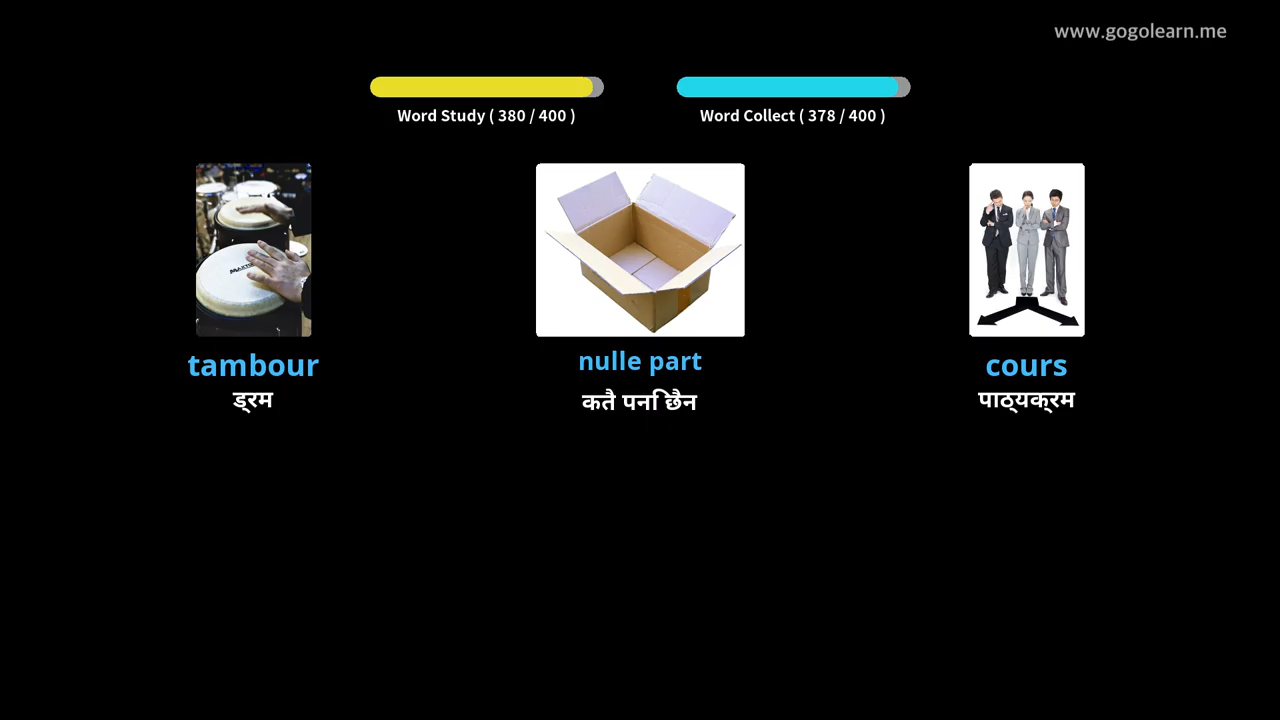 www.gogolearn.me
Word Study ( 380 / 400 )
Word Collect ( 378 / 400 )
tambour
nulle part
cours
ड्रम
कतै पनि छैन
पाठ्यक्रम